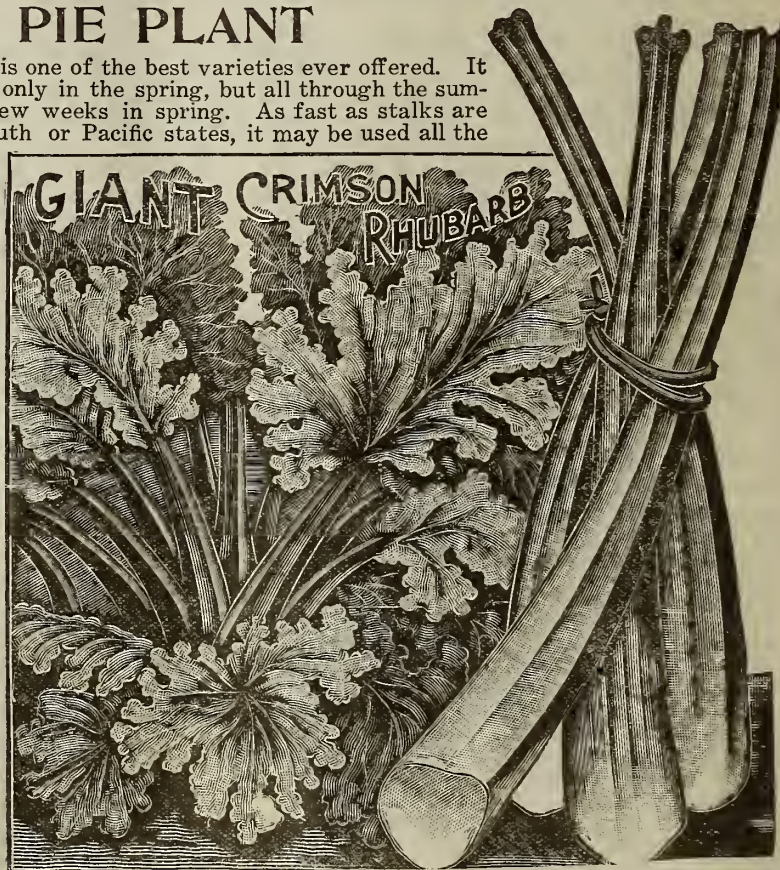 PIE PLANT
is one of the best varieties ever offered. It
only in the spring, but all through the sum-
ew weeks in spring. As fast as stalks are
uth or Pacific states, it may be used all the
GIANT CRIMSON
RHUBARB